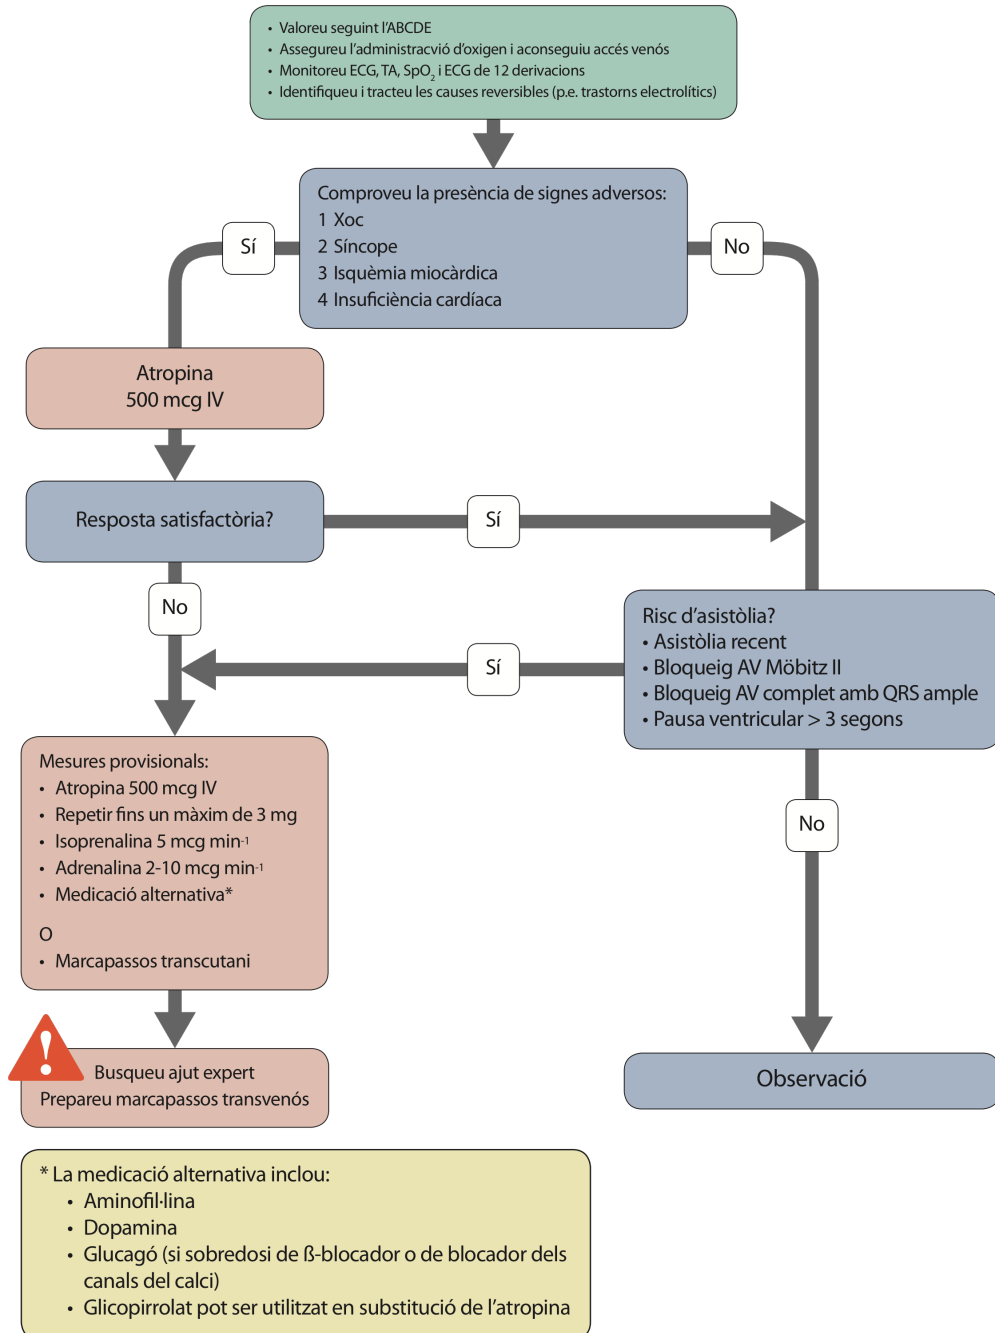 • Valoreu seguint l’ABCDE
• Assegureu l’administracvió d’oxigen i aconseguiu accés venós
• Monitoreu ECG, TA, SpO2 i ECG de 12 derivacions
• Identifiqueu i tracteu les causes reversibles (p.e. trastorns electrolítics)
Comproveu la presència de signes adversos:
1 Xoc
2 Síncope
3 Isquèmia miocàrdica
4 Insuficiència cardíaca
Sí
No
Atropina
500 mcg IV
Resposta satisfactòria?
Sí
No
Risc d’asistòlia?
• Asistòlia recent
• Bloqueig AV Möbitz II
• Bloqueig AV complet amb QRS ample
• Pausa ventricular > 3 segons
Sí
No
Mesures provisionals:
• Atropina 500 mcg IV
• Repetir fins un màxim de 3 mg
• Isoprenalina 5 mcg min-1
• Adrenalina 2-10 mcg min-1
• Medicació alternativa*
O
• Marcapassos transcutani
!
Busqueu ajut expert
Prepareu marcapassos transvenós
Observació
* La medicació alternativa inclou:
• Aminofil·lina
• Dopamina
• Glucagó (si sobredosi de ß-blocador o de blocador dels
canals del calci)
• Glicopirrolat pot ser utilitzat en substitució de l’atropina